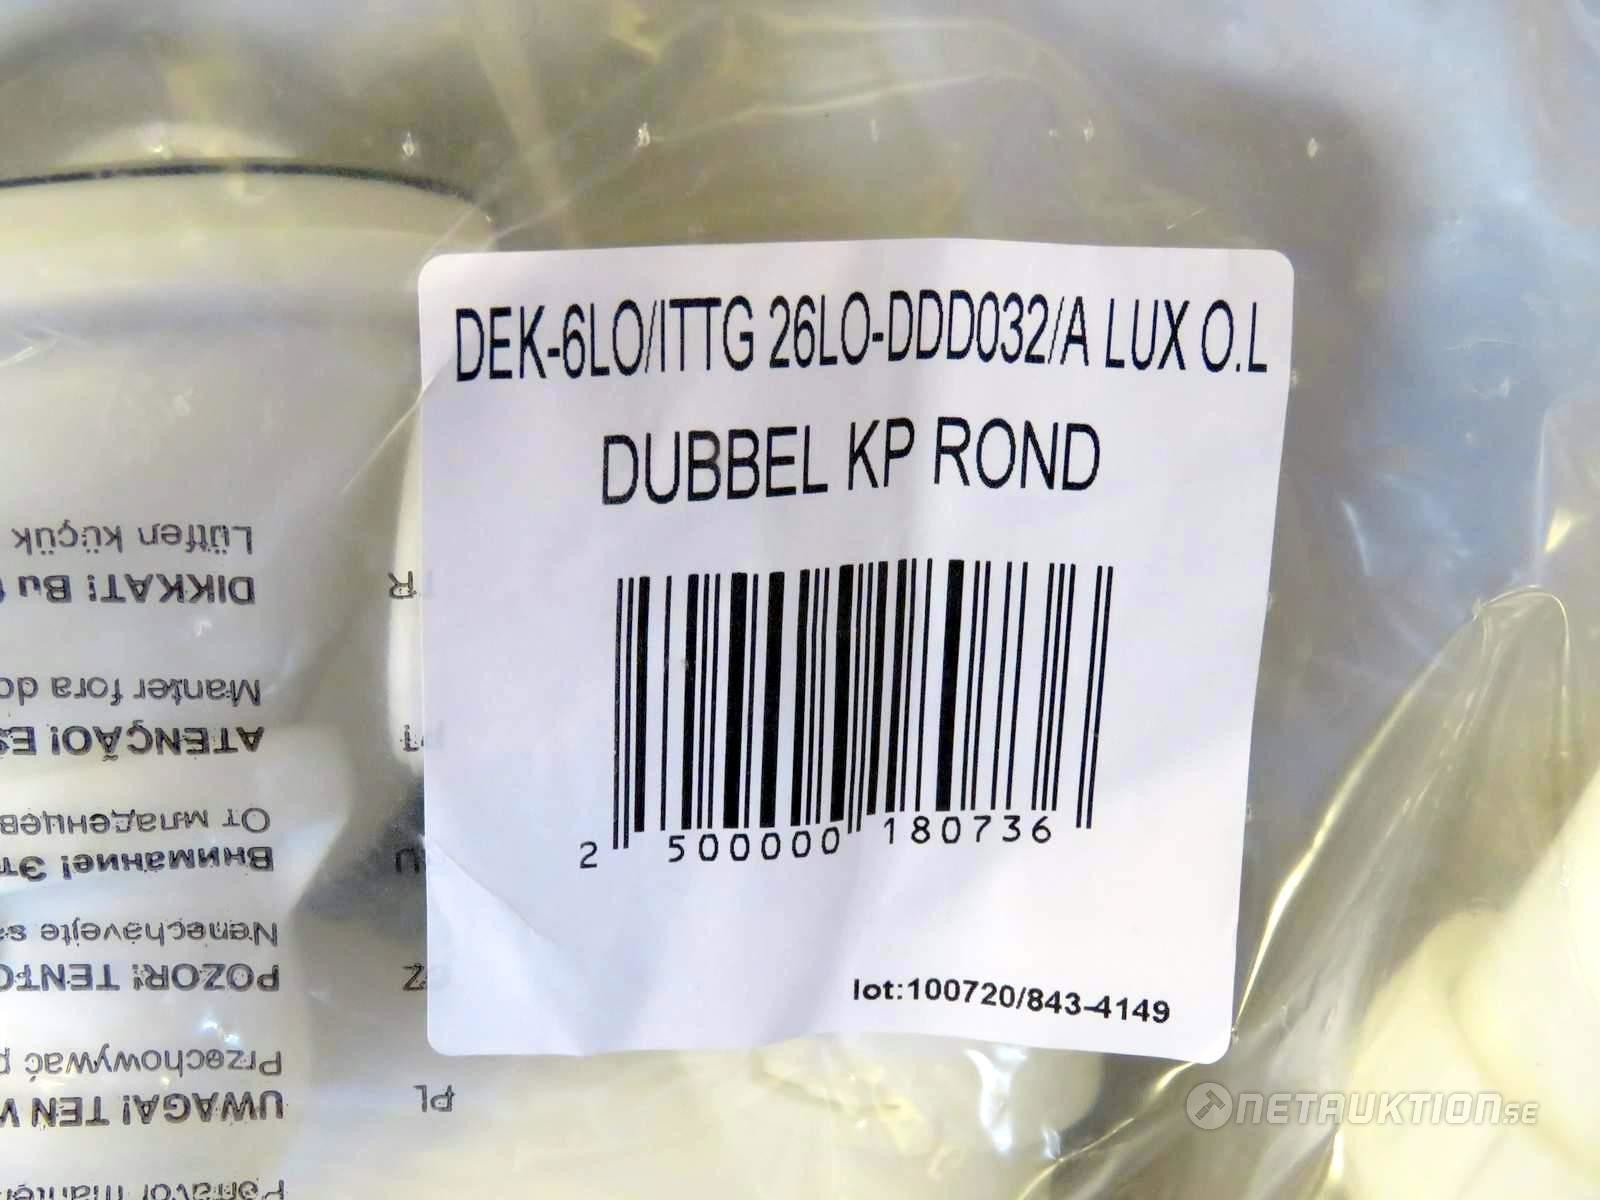 DEK-6LO/ITTG 26LO-DDD032/A LUX O.L
DUBBEL KP ROND
2 500000 180736
lot:100720/843-4149
Lütfen küçük
DIKKAT! Bu
TR
Manter fora do
ATENÇÃO! ES
PT
От младенцев
Внимание! Эт
Nenechávejte
POZOR! TENTO
CZ
Przechowywać p
UWAGA! TEN W
PL
Porfavor mante
NETAUKTION.SE